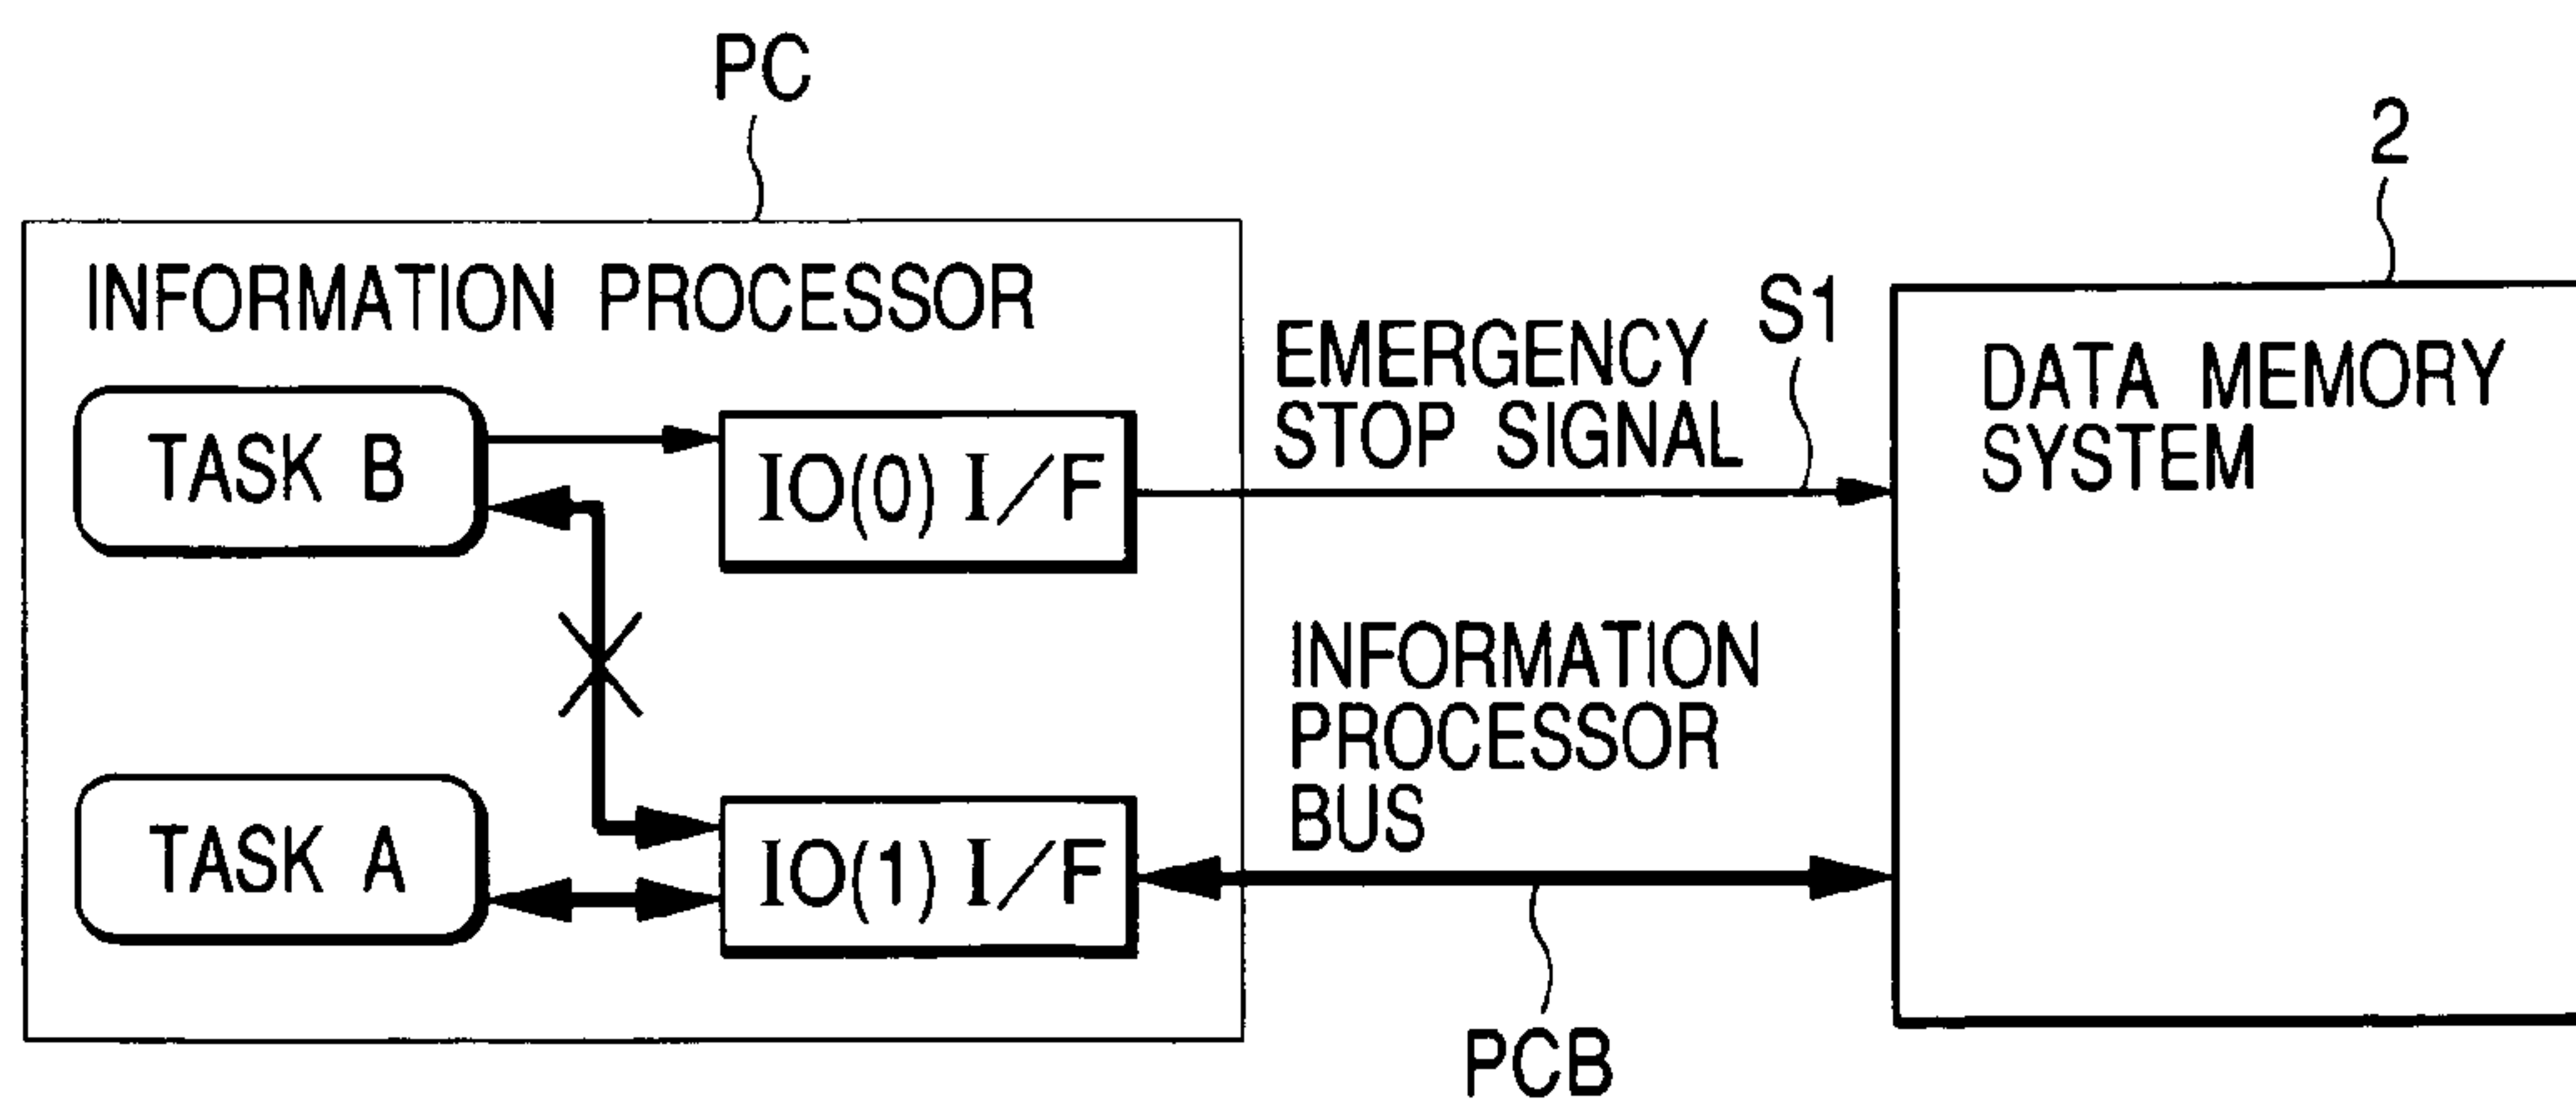 PC
2
INFORMATION PROCESSOR
S1
EMERGENCY
STOP SIGNAL
DATA MEMORY
SYSTEM
TASK B
IO(0) I/F
INFORMATION
PROCESSOR
BUS
TASK A
IO(1) I/F
PCB